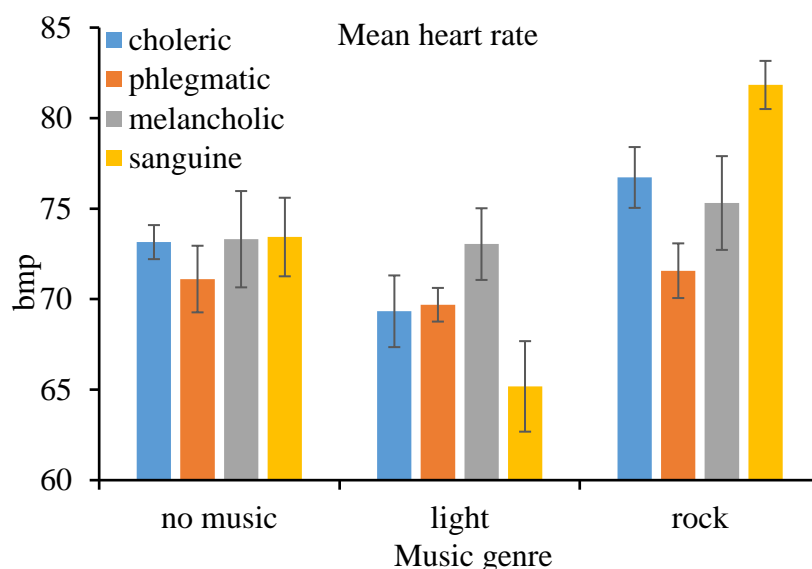 Mean heart rate
choleric
phlegmatic
melancholic
sanguine
bmp
85
80
75
70
65
60
no music
light
rock
Music genre